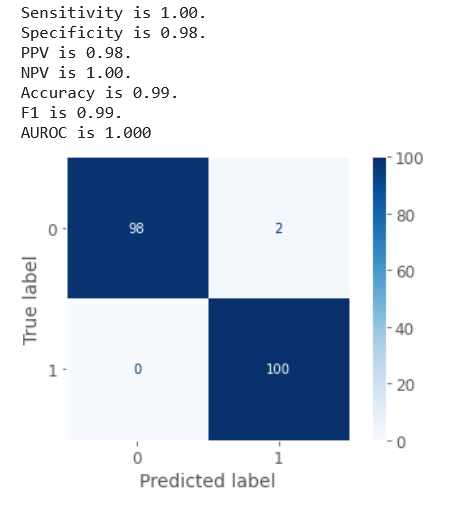 Sensitivity is 1.00.
Specificity is 0.98.
PPV is 0.98.
NPV is 1.00.
Accuracy is 0.99.
F1 is 0.99.
AUROC is 1.000
100
0 98 2
80
60
True label
40
1 0 100
20
0
0 1
Predicted label